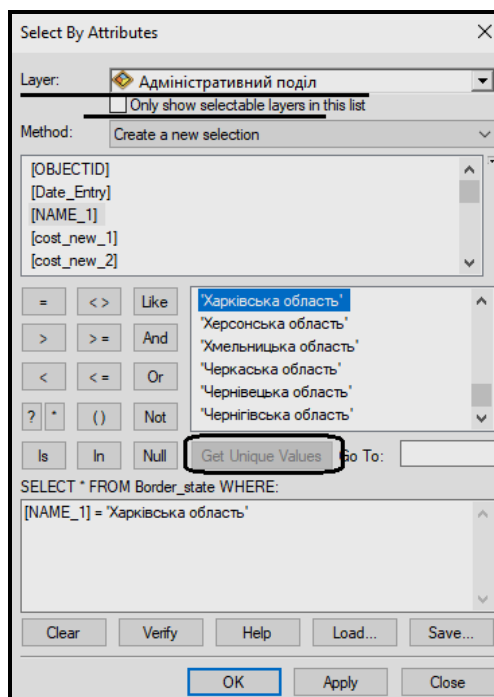 Select By Attributes
Layer: Адміністративний поділ
Only show selectable layers in this list
Method: Create a new selection
[OBJECTID]
[Date_Entry]
[NAME_1]
[cost_new_1]
[cost_new_2]
= < > Like 'Харківська область'
'Херсонська область'
> > = And 'Хмельницька область'
'Черкаська область'
< < = Or 'Чернівецька область'
? * ( ) Not 'Чернігівська область'
Is In Null Get Unique Values Go To:
SELECT * FROM Border_state WHERE:
[NAME_1] = 'Харківська область'
Clear Verify Help Load... Save...
OK Apply Close